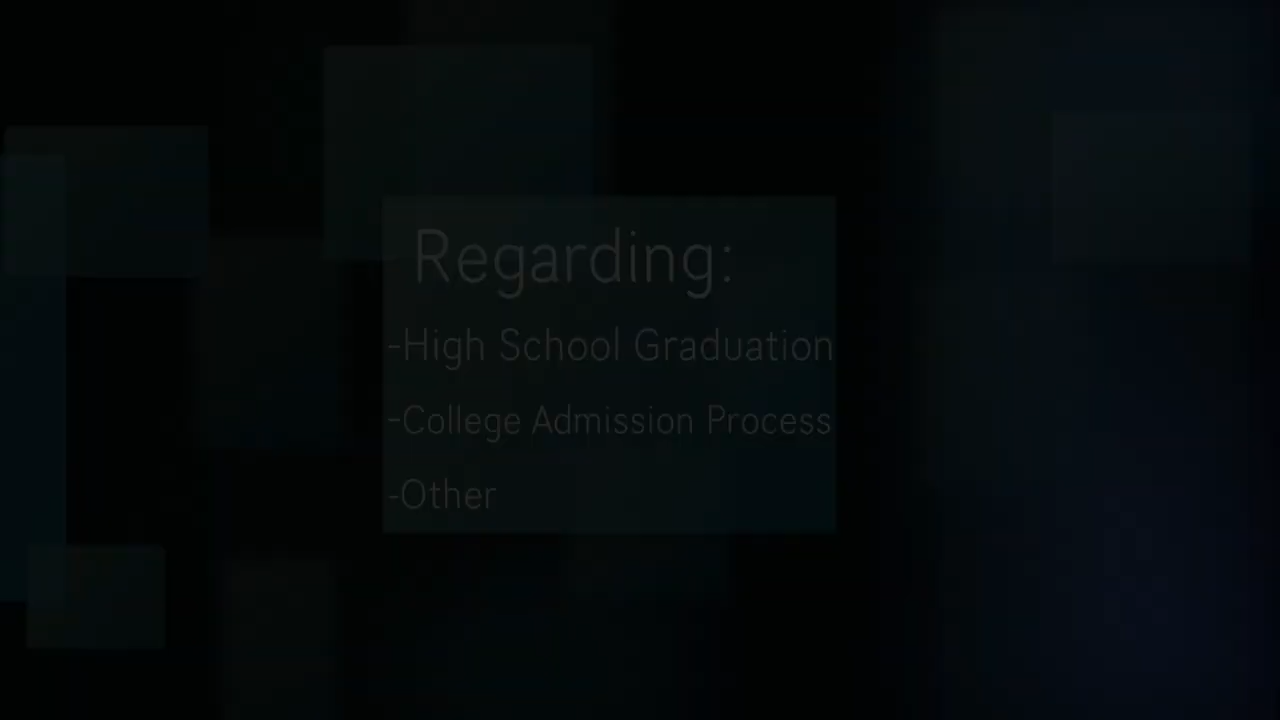 Regarding:
-High School Graduation
-College Admission Process
-Other